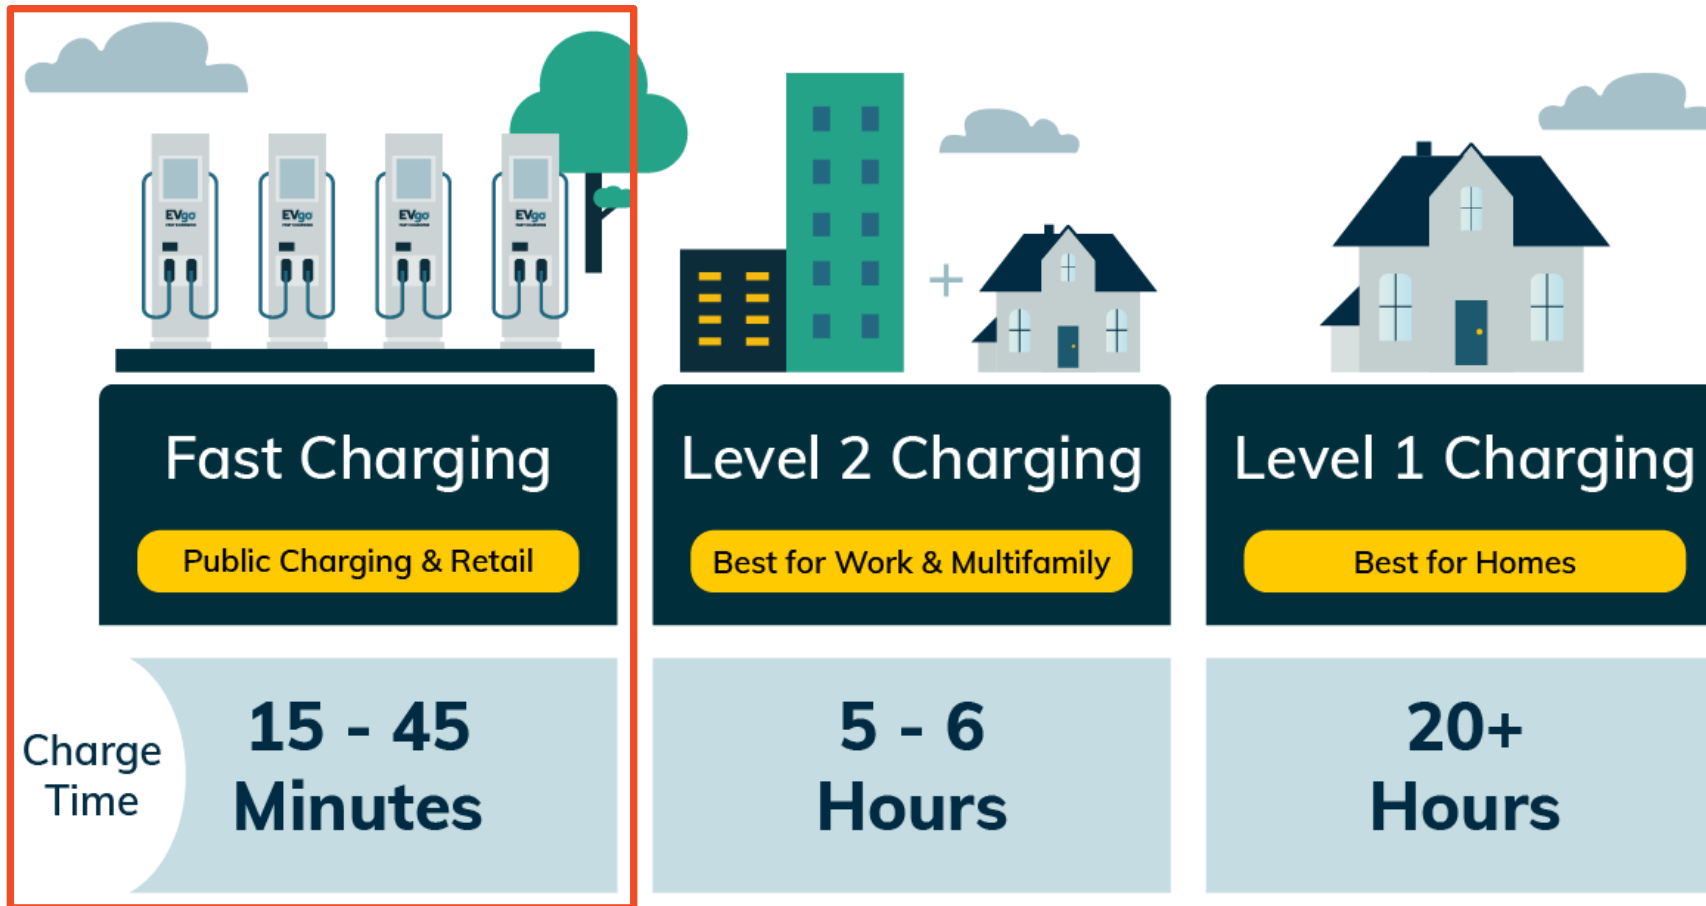 EVgo
EVgo
EVgo
EVgo
Fast Charging
Public Charging & Retail
Level 2 Charging
Best for Work & Multifamily
Level 1 Charging
Best for Homes
Charge
Time
15 - 45
Minutes
5 - 6
Hours
20+
Hours